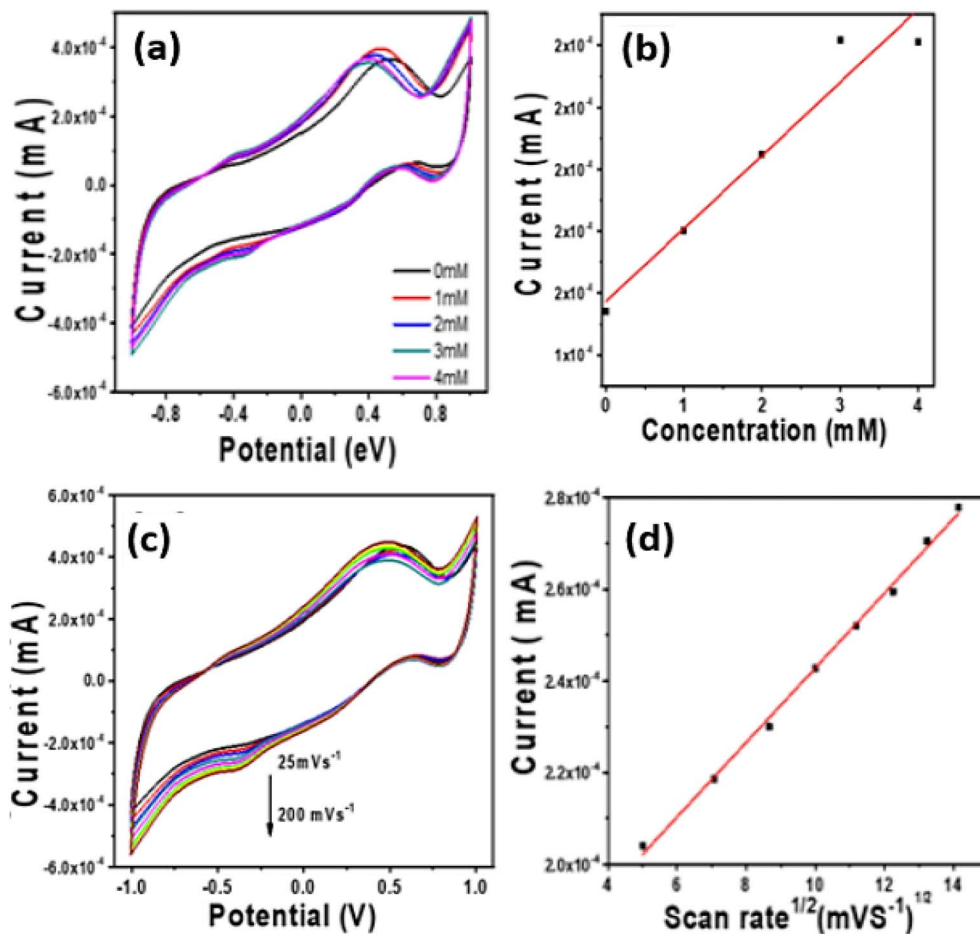 (a)
4.0x10⁻⁴
2.0x10⁻⁴
0.0
-2.0x10⁻⁴
-4.0x10⁻⁴
-6.0x10⁻⁴
Current (m A)
0mM
1mM
2mM
3mM
4mM
-0.8
-0.4
0.0
0.4
0.8
Potential (eV)
(b)
2x10⁻⁴
2x10⁻⁴
2x10⁻⁴
2x10⁻⁴
2x10⁻⁴
1x10⁻⁴
Current (m A)
0
1
2
3
4
Concentration (mM)
(c)
6.0x10⁻⁴
4.0x10⁻⁴
2.0x10⁻⁴
0.0
-2.0x10⁻⁴
-4.0x10⁻⁴
-6.0x10⁻⁴
Current (mA)
25mVs⁻¹
200 mVs⁻¹
-1.0
-0.5
0.0
0.5
1.0
Potential (V)
(d)
2.8x10⁻⁴
2.6x10⁻⁴
2.4x10⁻⁴
2.2x10⁻⁴
2.0x10⁻⁴
Current ( mA)
4
6
8
10
12
14
Scan rate¹ᐟ²(mVS⁻¹)¹ᐟ²